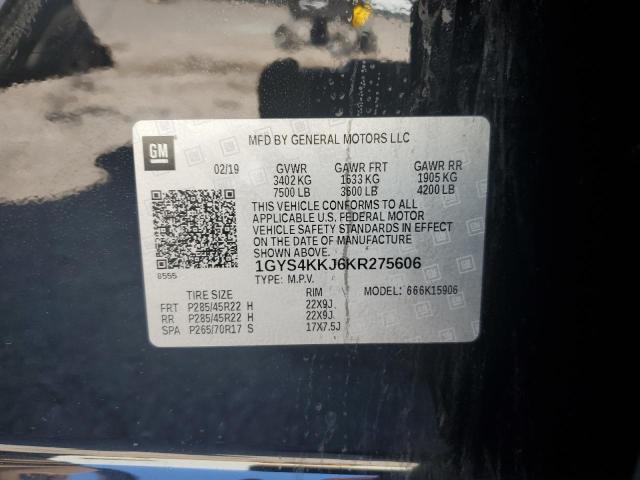 GM
MFD BY GENERAL MOTORS LLC
02/19 GVWR GAWR FRT GAWR RR
3402 KG 1633 KG 1905 KG
7500 LB 3600 LB 4200 LB
THIS VEHICLE CONFORMS TO ALL
APPLICABLE U.S. FEDERAL MOTOR
VEHICLE SAFETY STANDARDS IN EFFECT
ON THE DATE OF MANUFACTURE
SHOWN ABOVE.
8555
1GYS4KKJ6KR275606
TYPE: M.P.V.
TIRE SIZE RIM MODEL: 666K15906
FRT P285/45R22 H 22X9J
RR P285/45R22 H 22X9J
SPA P265/70R17 S 17X7.5J